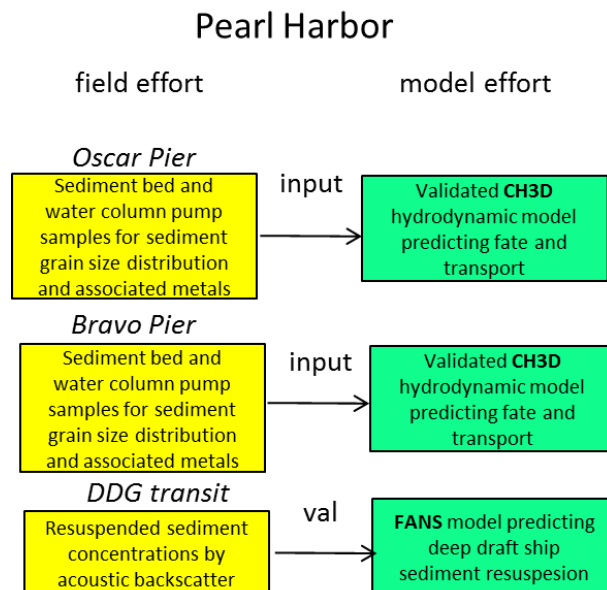 Pearl Harbor
field effort
model effort
Oscar Pier
Sediment bed and
water column pump
samples for sediment
grain size distribution
and associated metals
input
Validated CH3D
hydrodynamic model
predicting fate and
transport
Bravo Pier
Sediment bed and
water column pump
samples for sediment
grain size distribution
and associated metals
input
Validated CH3D
hydrodynamic model
predicting fate and
transport
DDG transit
Resuspended sediment
concentrations by
acoustic backscatter
val
FANS model predicting
deep draft ship
sediment resuspesion